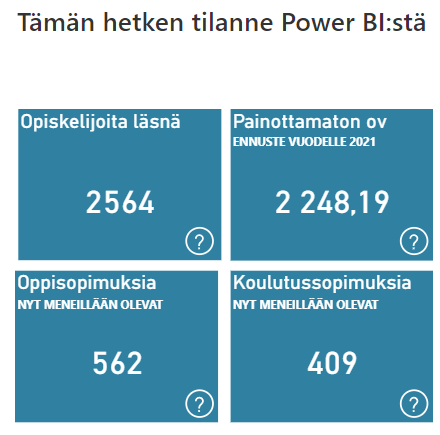 Tämän hetken tilanne Power BI:stä
Opiskelijoita läsnä
2564
?
Painottamaton ov
ENNUSTE VUODELLE 2021
2 248,19
?
Oppisopimuksia
NYT MENEILLÄÄN OLEVAT
562
?
Koulutussopimuksia
NYT MENEILLÄÄN OLEVAT
409
?